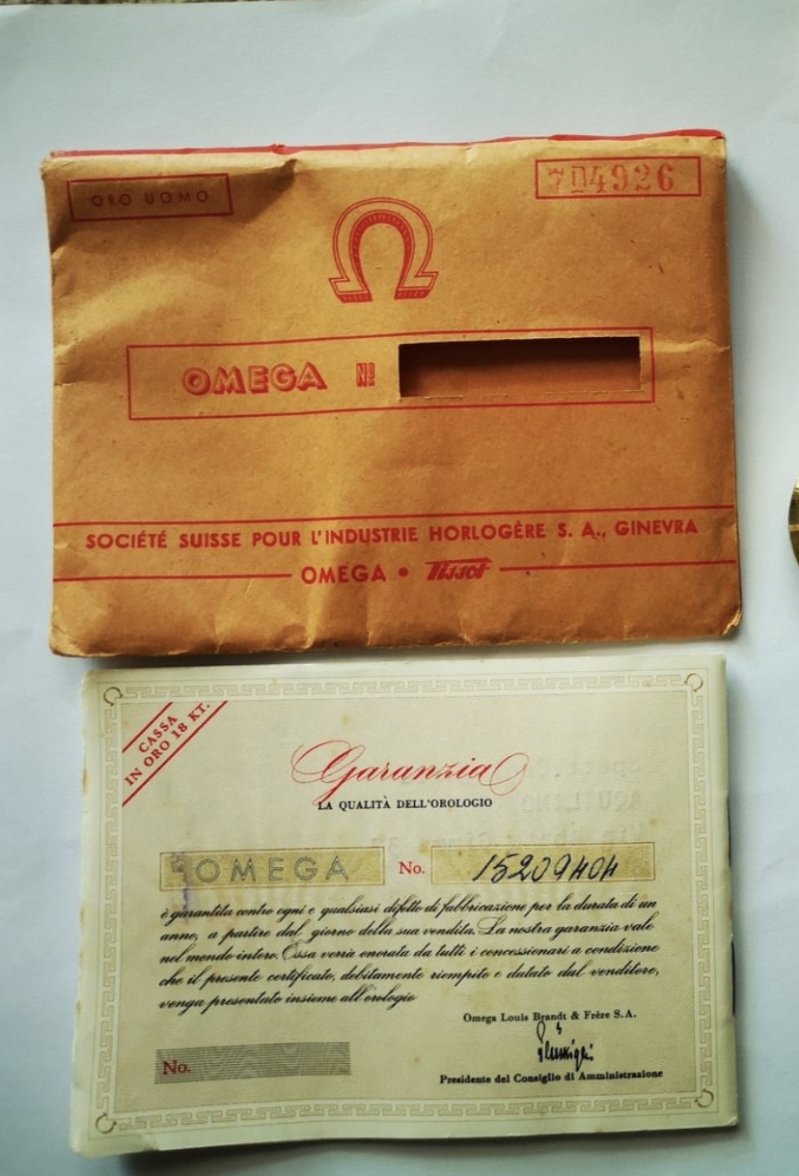 ORO UOMO
7D4926
OMEGA Nº
SOCIÉTÉ SUISSE POUR L'INDUSTRIE HORLOGÈRE S. A., GINEVRA
OMEGA • Tissot
CASSA
IN ORO 18 KT.
Garanzia
LA QUALITÀ DELL'OROLOGIO
OMEGA No. 15209404
è garantita contro ogni e qualsiasi difetto di fabbricazione per la durata di un
anno, a partire dal giorno della sua vendita. La nostra garanzia vale
nel mondo intero. Essa verrà onorata da tutti i concessionari a condizione
che il presente certificato, debitamente riempito e datato dal venditore,
venga presentato insieme all'orologio
Omega Louis Brandt & Frère S.A.
Presidente del Consiglio di Amministrazione
No.